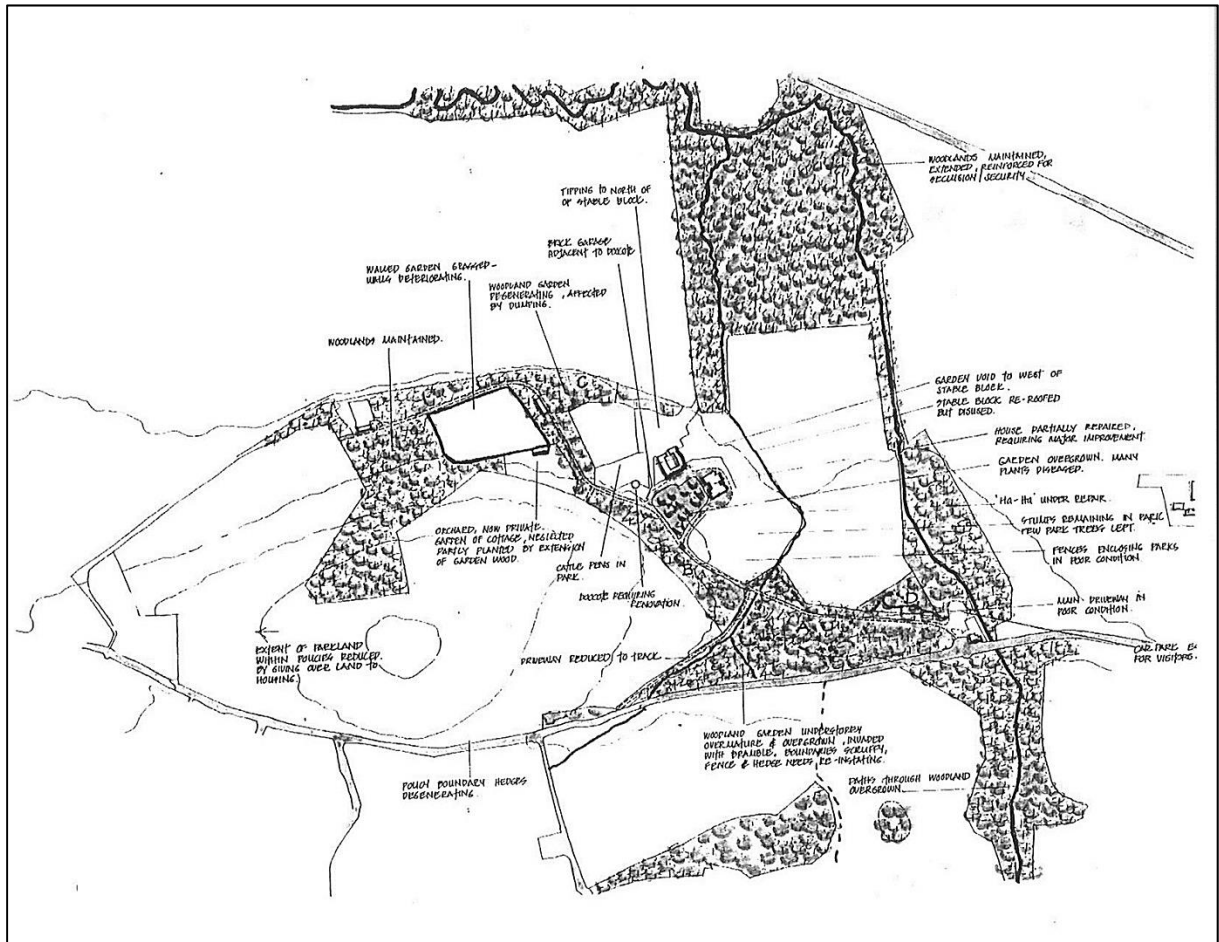 WOODLANDS MAINTAINED,
EXTENDED, REINFORCED FOR
SECLUSION/SECURITY.
TIPPING TO NORTH OF
OF STABLE BLOCK.
BRICK GARAGE
ADJACENT TO DOOCOTE
WALLED GARDEN GRASSED-
WALLS DETERIORATING.
WOODLAND GARDEN
DEGENERATING, AFFECTED
BY DUMPING.
WOODLANDS MAINTAINED.
C
GARDEN VOID TO WEST OF
STABLE BLOCK.
STABLE BLOCK RE-ROOFED
BUT DISUSED.
HOUSE PARTIALLY REPAIRED,
REQUIRING MAJOR IMPROVEMENT
GARDEN OVERGROWN. MANY
PLANTS DISEASED.
'HA-HA' UNDER REPAIR.
STUMPS REMAINING IN PARK
FEW PARK TREES LEFT.
FENCES ENCLOSING PARKS
IN POOR CONDITION
MAIN DRIVEWAY IN
POOR CONDITION.
CAR PARK
FOR VISITORS.
ORCHARD, NOW PRIVATE
GARDEN OF COTTAGE, NEGLECTED
PARTLY PLANTED BY EXTENSION
OF GARDEN WOOD.
CATTLE PENS IN
PARK.
DOOCOTE REQUIRING
RENOVATION.
B
D
EXTENT OF PARKLAND
WITHIN POLICIES REDUCED.
BY GIVING OVER LAND TO
HOUSING.
DRIVEWAY REDUCED TO TRACK.
WOODLAND GARDEN UNDERSTOREY
OVERMATURE & OVERGROWN, INVADED
WITH BRAMBLE, BOUNDARIES SCRUFFY,
FENCE & HEDGE NEEDS RE-INSTATING.
POLICY BOUNDARY HEDGES
DEGENERATING.
PATHS THROUGH WOODLAND
OVERGROWN.